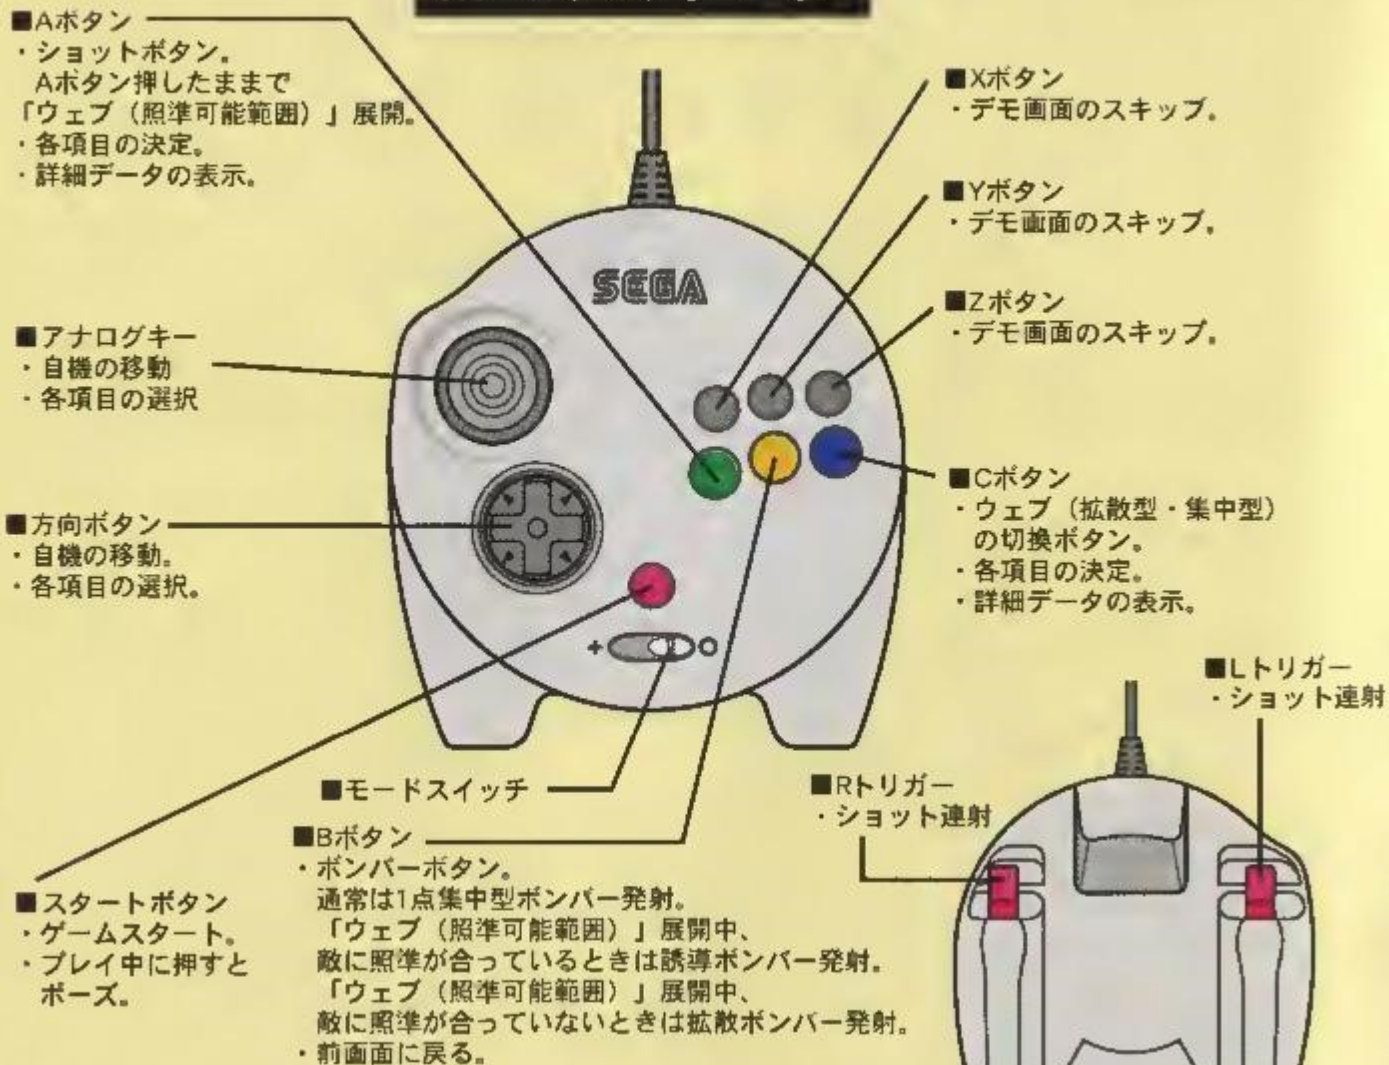 ■Aボタン
・ショットボタン。
Aボタン押したままで
「ウェブ（照準可能範囲）」展開。
・各項目の決定。
・詳細データの表示。
■アナログキー
・自機の移動
・各項目の選択
■方向ボタン
・自機の移動。
・各項目の選択。
SEGA
■Xボタン
・デモ画面のスキップ。
■Yボタン
・デモ画面のスキップ。
■Zボタン
・デモ画面のスキップ。
■Cボタン
・ウェブ（拡散型・集中型）
の切換ボタン。
・各項目の決定。
・詳細データの表示。
■Lトリガー
・ショット連射
■Rトリガー
・ショット連射
■モードスイッチ
■Bボタン
・ボンバーボタン。
通常は1点集中型ボンバー発射。
「ウェブ（照準可能範囲）」展開中、
敵に照準が合っているときは誘導ボンバー発射。
「ウェブ（照準可能範囲）」展開中、
敵に照準が合っていないときは拡散ボンバー発射。
・前画面に戻る。
■スタートボタン
・ゲームスタート。
・プレイ中に押すと
ポーズ。